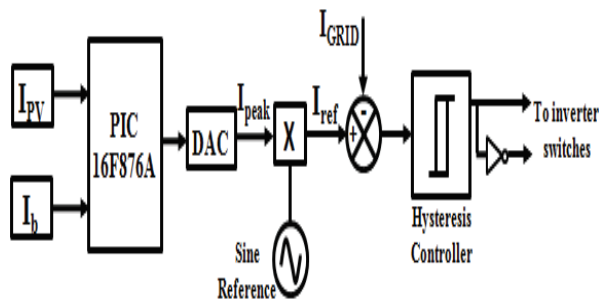 I_GRID
I_PV
PIC
16F876A
I_b
DAC
I_peak
X
I_ref
-
+
To inverter
switches
Hysteresis
Controller
Sine
Reference